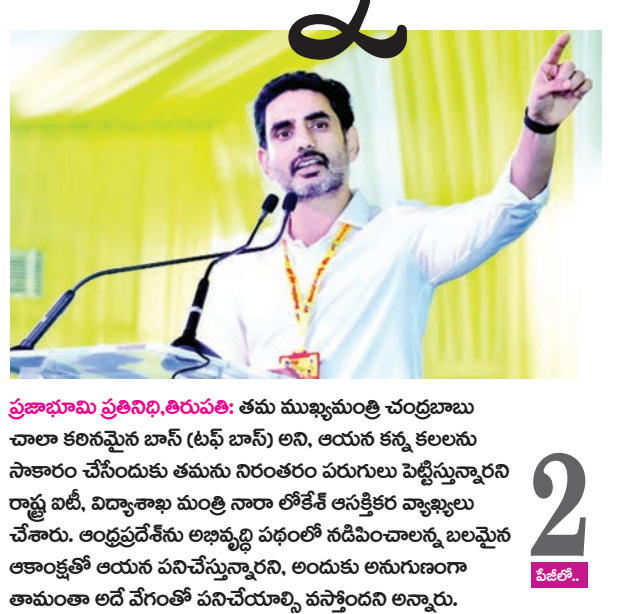 ప్రజాభూమి ప్రతినిధి,తిరుపతి: తమ ముఖ్యమంత్రి చంద్రబాబు
చాలా కఠినమైన బాస్ (టఫ్ బాస్) అని, ఆయన కన్న కలలను
సాకారం చేసేందుకు తమను నిరంతరం పరుగులు పెట్టిస్తున్నారని
రాష్ట్ర ఐటీ, విద్యాశాఖ మంత్రి నారా లోకేశ్ ఆసక్తికర వ్యాఖ్యలు
చేశారు. ఆంధ్రప్రదేశ్‌ను అభివృద్ధి పథంలో నడిపించాలన్న బలమైన
ఆకాంక్షతో ఆయన పనిచేస్తున్నారని, అందుకు అనుగుణంగా
తామంతా అదే వేగంతో పనిచేయాల్సి వస్తోందని అన్నారు.
2
పేజీలో..